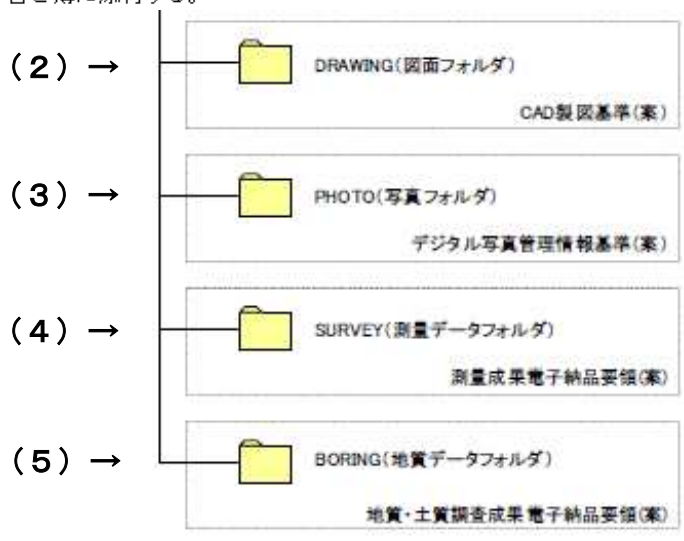 (2) →
DRAWING(図面フォルダ)
CAD製図基準(案)
(3) →
PHOTO(写真フォルダ)
デジタル写真管理情報基準(案)
(4) →
SURVEY(測量データフォルダ)
測量成果電子納品要領(案)
(5) →
BORING(地質データフォルダ)
地質・土質調査成果電子納品要領(案)